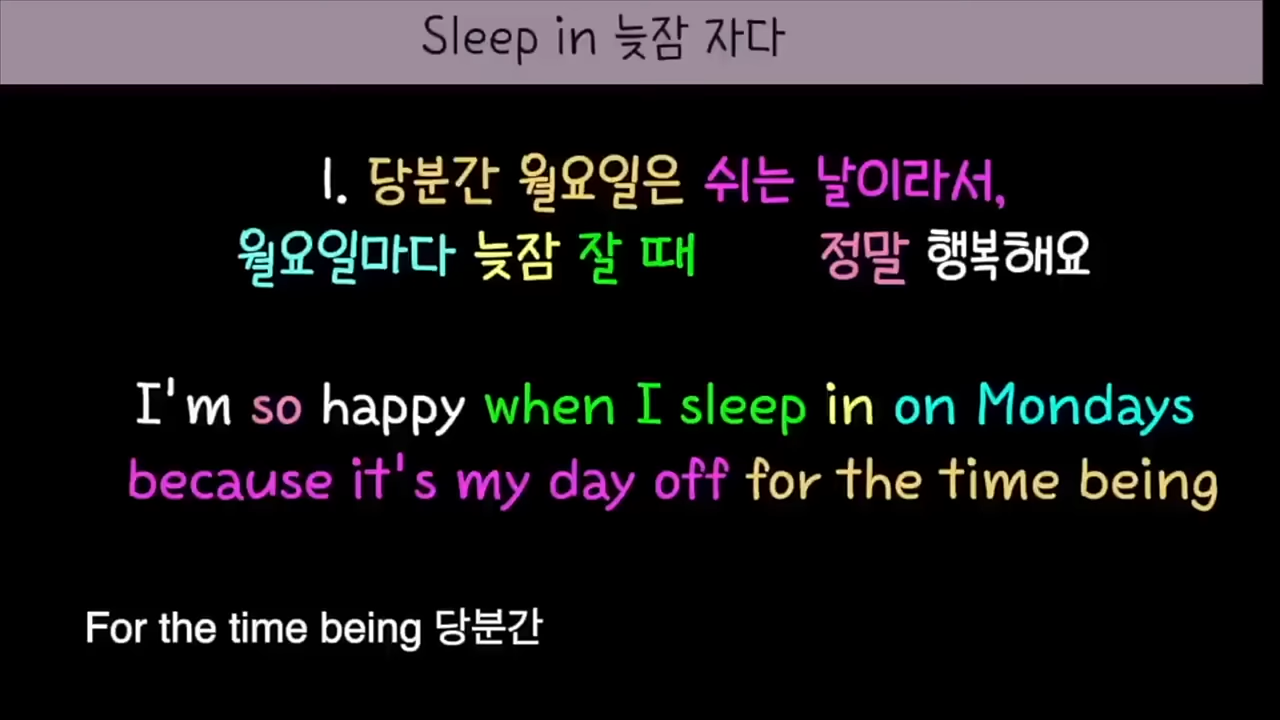 Sleep in 늦잠 자다
1. 당분간 월요일은 쉬는 날이라서,
월요일마다 늦잠 잘 때 정말 행복해요
I'm so happy when I sleep in on Mondays
because it's my day off for the time being
For the time being 당분간